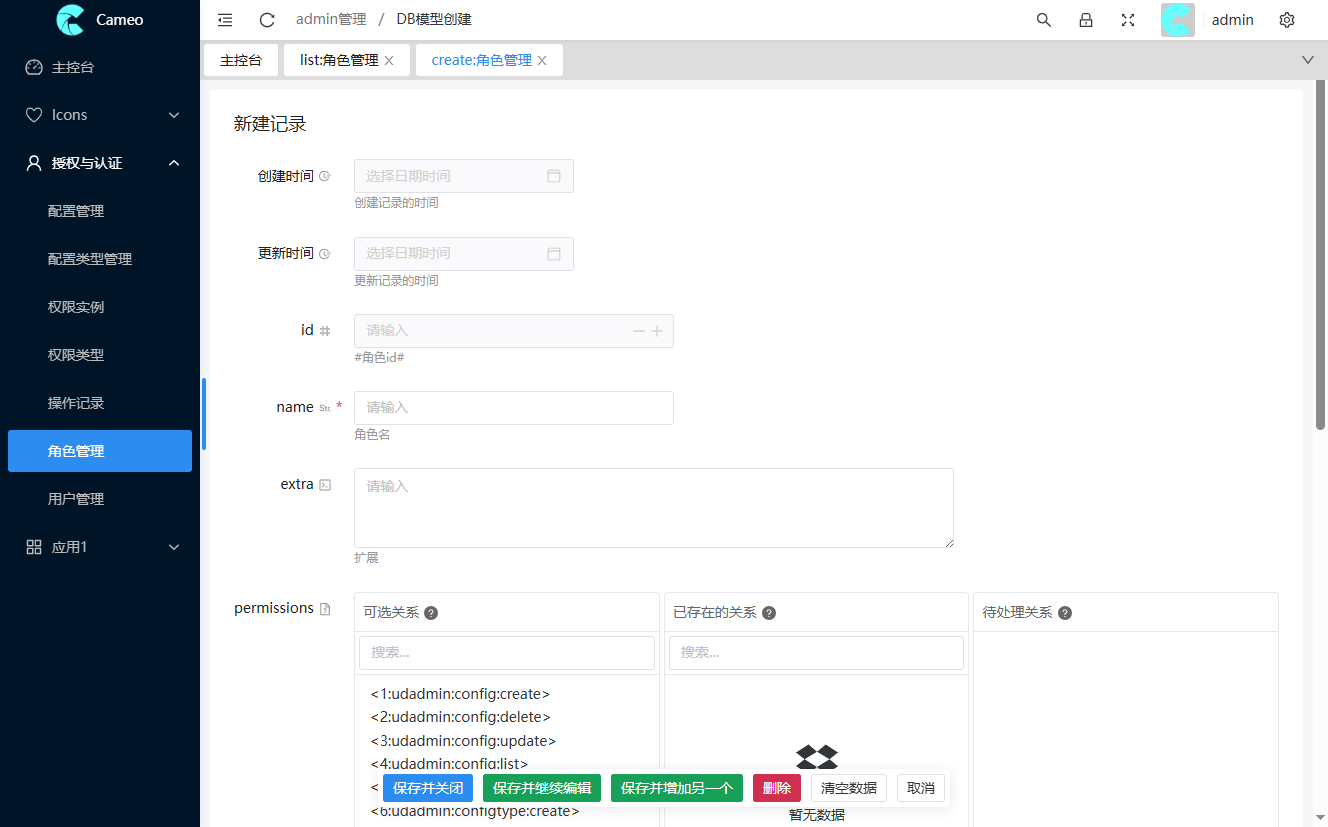 Cameo
admin管理 / DB模型创建
admin
主控台
list:角色管理
create:角色管理
主控台
Icons
授权与认证
配置管理
配置类型管理
权限实例
权限类型
操作记录
角色管理
用户管理
应用1
新建记录
创建时间
选择日期时间
创建记录的时间
更新时间
选择日期时间
更新记录的时间
id
请输入
#角色id#
name Str. *
请输入
角色名
extra
请输入
扩展
permissions
可选关系 ?
已存在的关系 ?
待处理关系 ?
搜索...
搜索...
<1:udadmin:config:create>
<2:udadmin:config:delete>
<3:udadmin:config:update>
<4:udadmin:config:list>
<
<6:udadmin:configtype:create>
保存并关闭
保存并继续编辑
保存并增加另一个
删除
清空数据
取消
暂无数据